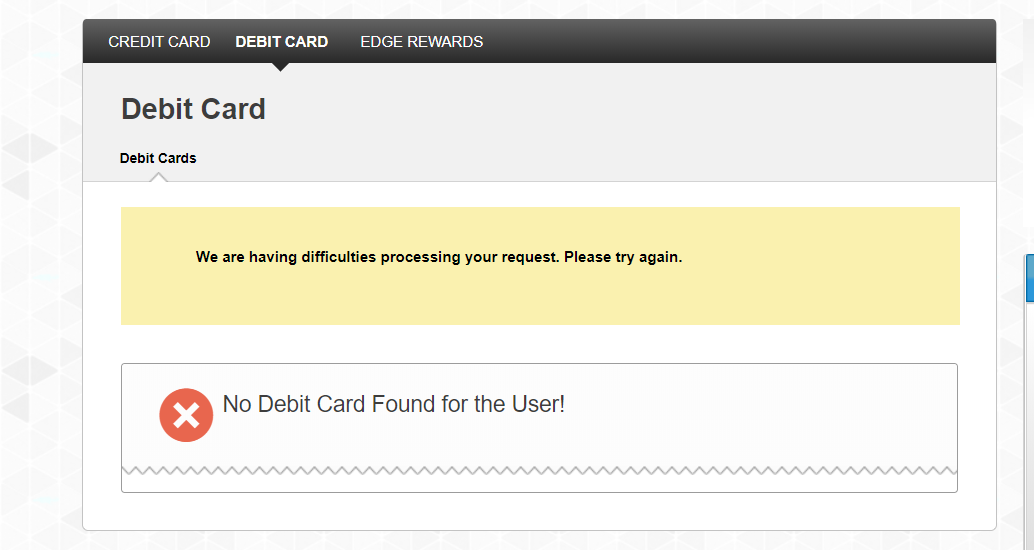 CREDIT CARD DEBIT CARD EDGE REWARDS
Debit Card
Debit Cards
We are having difficulties processing your request. Please try again.
No Debit Card Found for the User!